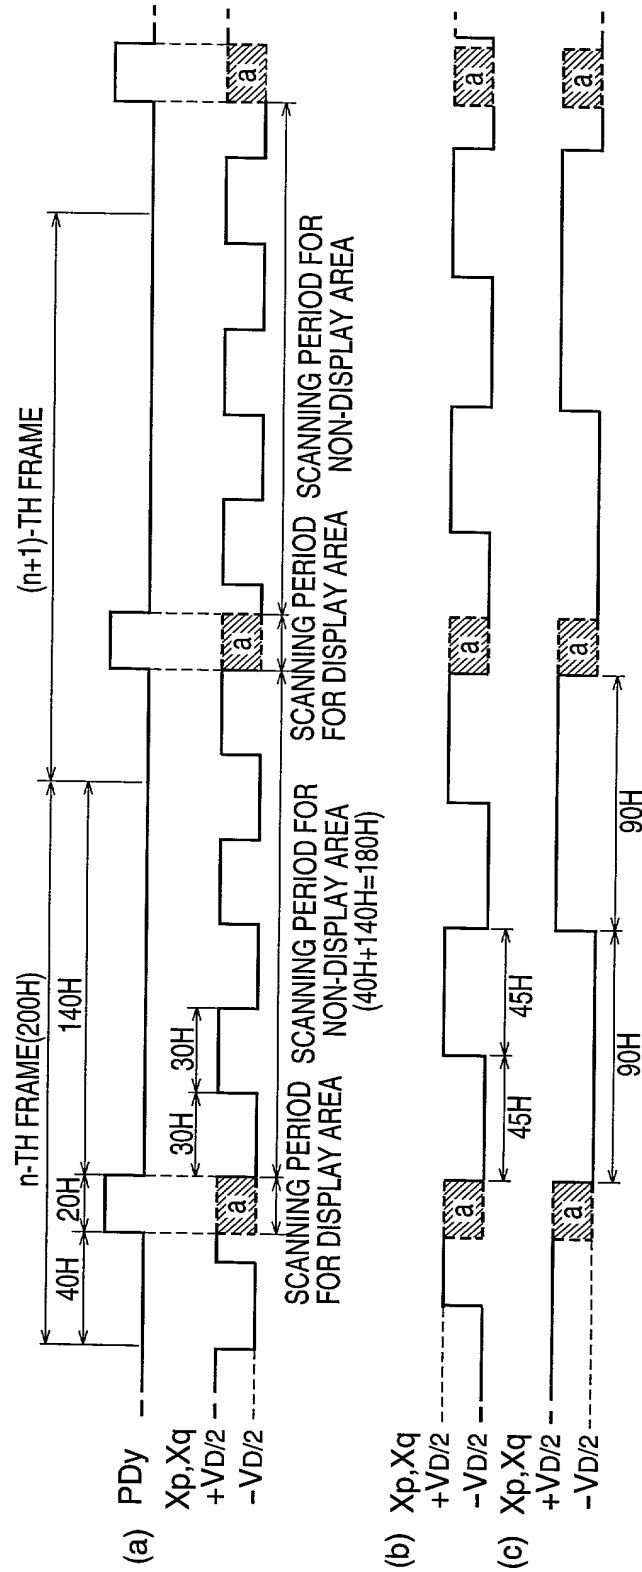 n-TH FRAME(200H)
(n+1)-TH FRAME
40H
20H
140H
(a) PDy
Xp,Xq
+VD/2
-VD/2
30H
30H
a
a
a
SCANNING PERIOD
FOR DISPLAY AREA
SCANNING PERIOD FOR
NON-DISPLAY AREA
(40H+140H=180H)
SCANNING PERIOD
FOR DISPLAY AREA
SCANNING PERIOD FOR
NON-DISPLAY AREA
(b) Xp,Xq
+VD/2
-VD/2
a
a
a
45H
45H
(c) Xp,Xq
+VD/2
-VD/2
a
a
a
90H
90H